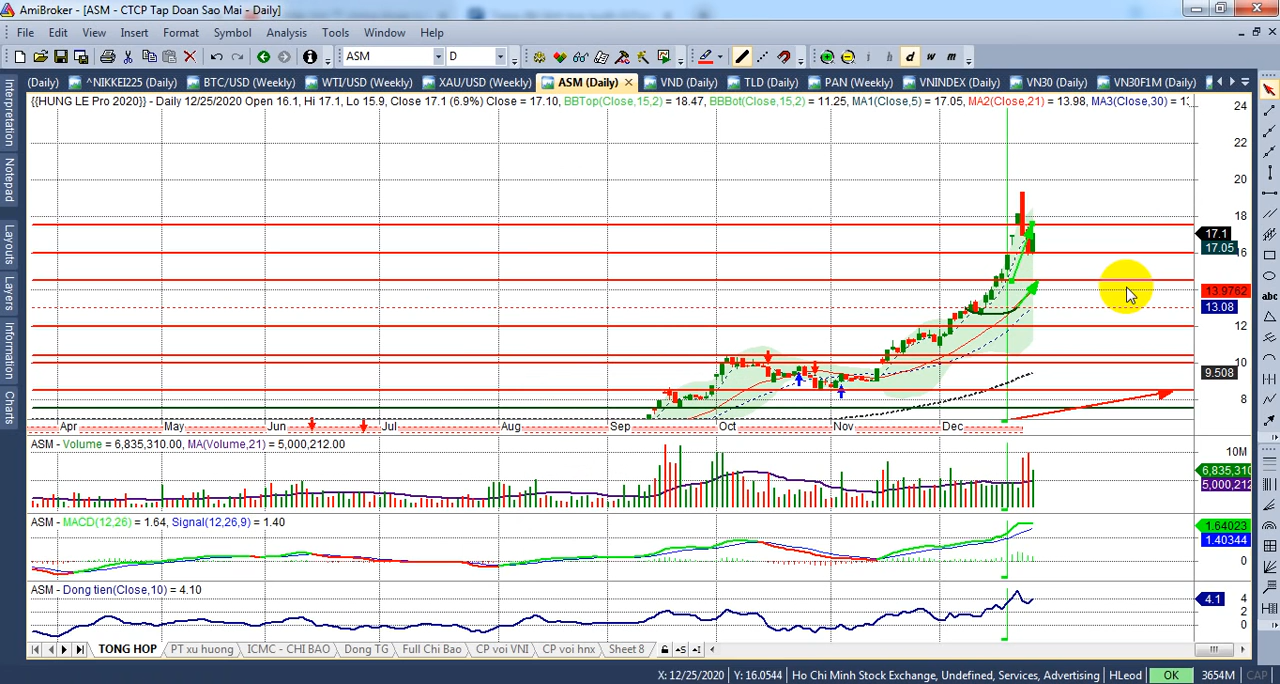 AmiBroker - [ASM - CTCP Tap Doan Sao Mai - Daily]
File Edit View Insert Format Symbol Analysis Tools Window Help
ASM D i h d w m
(Daily) ^NIKKEI225 (Daily) BTC/USD (Weekly) WTI/USD (Weekly) XAU/USD (Weekly) ASM (Daily) VND (Daily) TLD (Daily) PAN (Weekly) VNINDEX (Daily) VN30 (Daily) VN30F1M (Daily)
{{HUNG LE Pro 2020}} - Daily 12/25/2020 Open 16.1, Hi 17.1, Lo 15.9, Close 17.1 (6.9%) Close = 17.10, BBTop(Close,15,2) = 18.47, BBBot(Close,15,2) = 11.25, MA1(Close,5) = 17.05, MA2(Close,21) = 13.98, MA3(Close,30) = 1
Interpretation
Notepad
Layouts
Layers
Information
Charts
abc
24
22
20
18
17.1
17.05
16
13.9762
13.08
12
10
9.508
8
Apr May Jun Jul Aug Sep Oct Nov Dec
ASM - Volume = 6,835,310.00, MA(Volume,21) = 5,000,212.00
10M
6,835,310
5,000,212
ASM - MACD(12,26) = 1.64, Signal(12,26,9) = 1.40
1.64023
1.40344
0
ASM - Dong tien(Close,10) = 4.10
4.1
4
2
0
TONG HOP PT xu huong ICMC - CHI BAO Dong TG Full Chi Bao CP voi VNI CP voi hnx Sheet 8
X: 12/25/2020 Y: 16.0544 Ho Chi Minh Stock Exchange, Undefined, Services, Advertising HLeod OK 3654M CAP